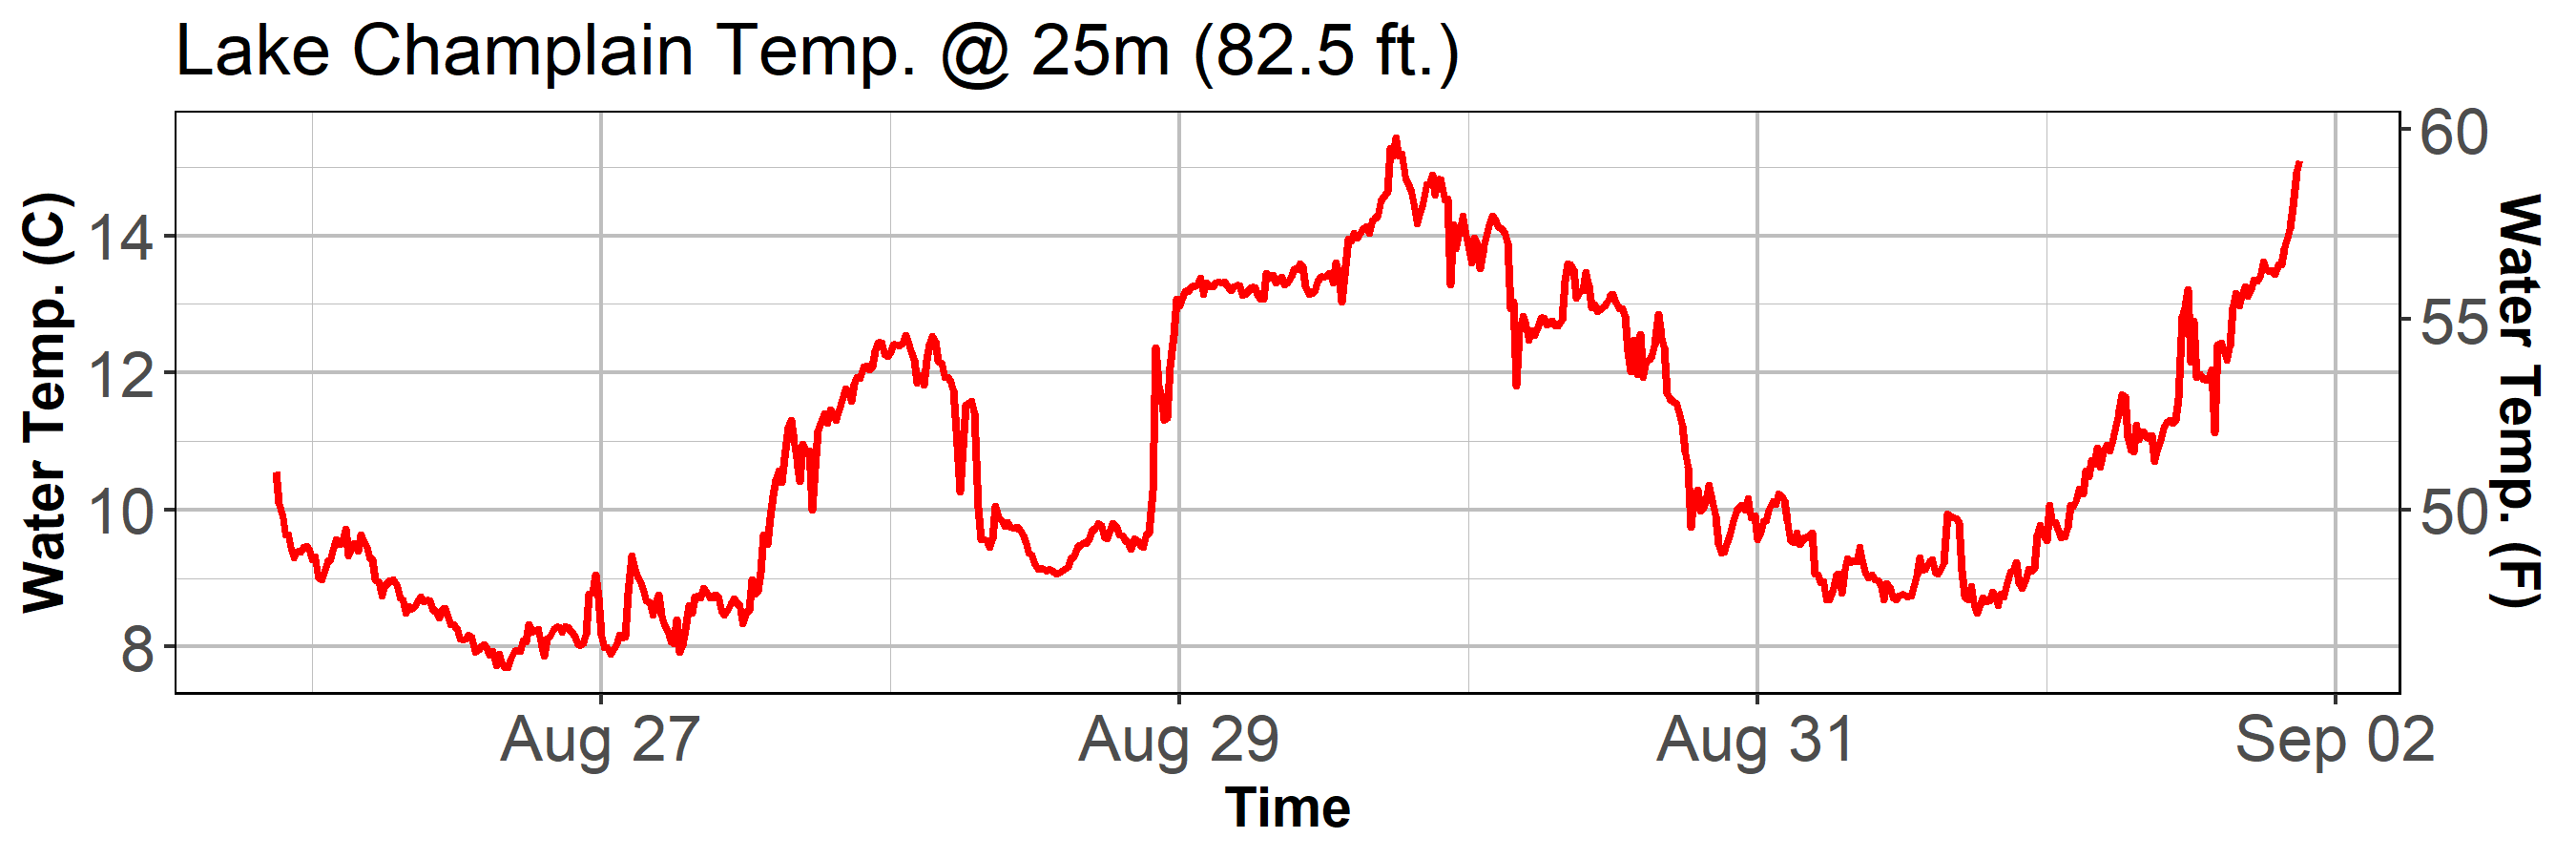 Lake Champlain Temp. @ 25m (82.5 ft.)
Water Temp. (C)
14
12
10
8
60
55
50
Water Temp. (F)
Aug 27
Aug 29
Aug 31
Sep 02
Time